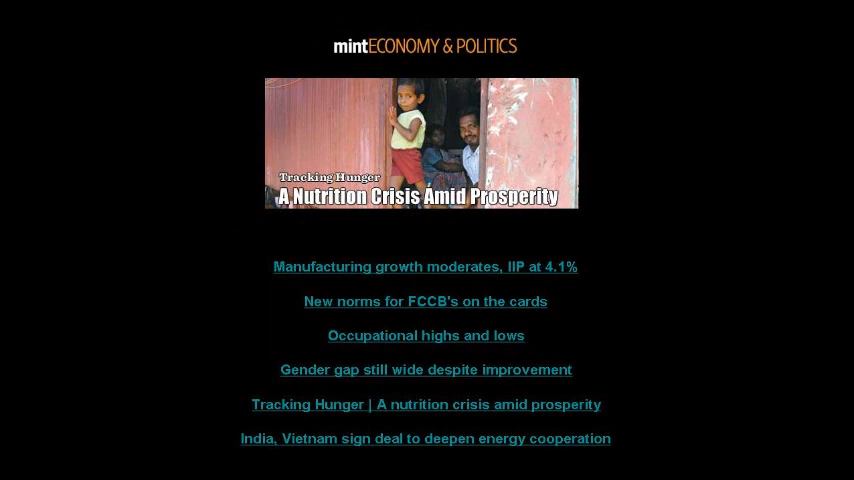 mintECONOMY & POLITICS
Tracking Hunger
A Nutrition Crisis Amid Prosperity
Manufacturing growth moderates, IIP at 4.1%
New norms for FCCB's on the cards
Occupational highs and lows
Gender gap still wide despite improvement
Tracking Hunger | A nutrition crisis amid prosperity
India, Vietnam sign deal to deepen energy cooperation